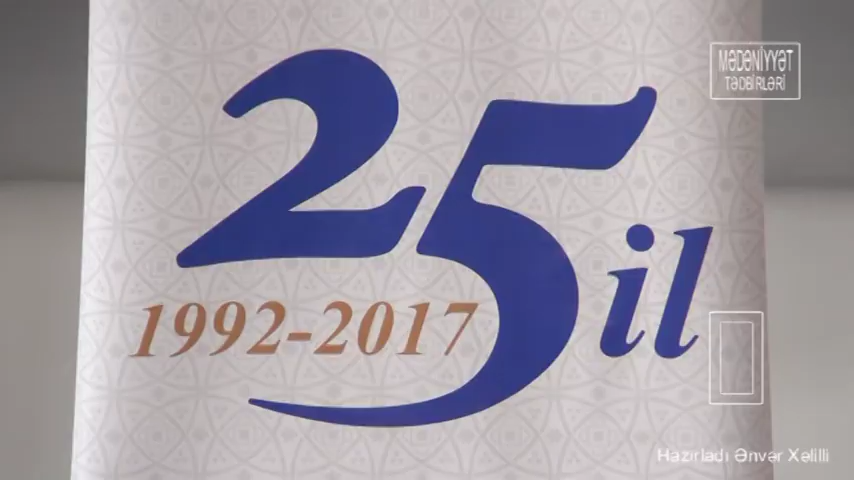 MƏDƏNİYYƏT
TƏDBİRLƏRİ
25 il
1992-2017
Hazırladı Ənvər Xəlilli